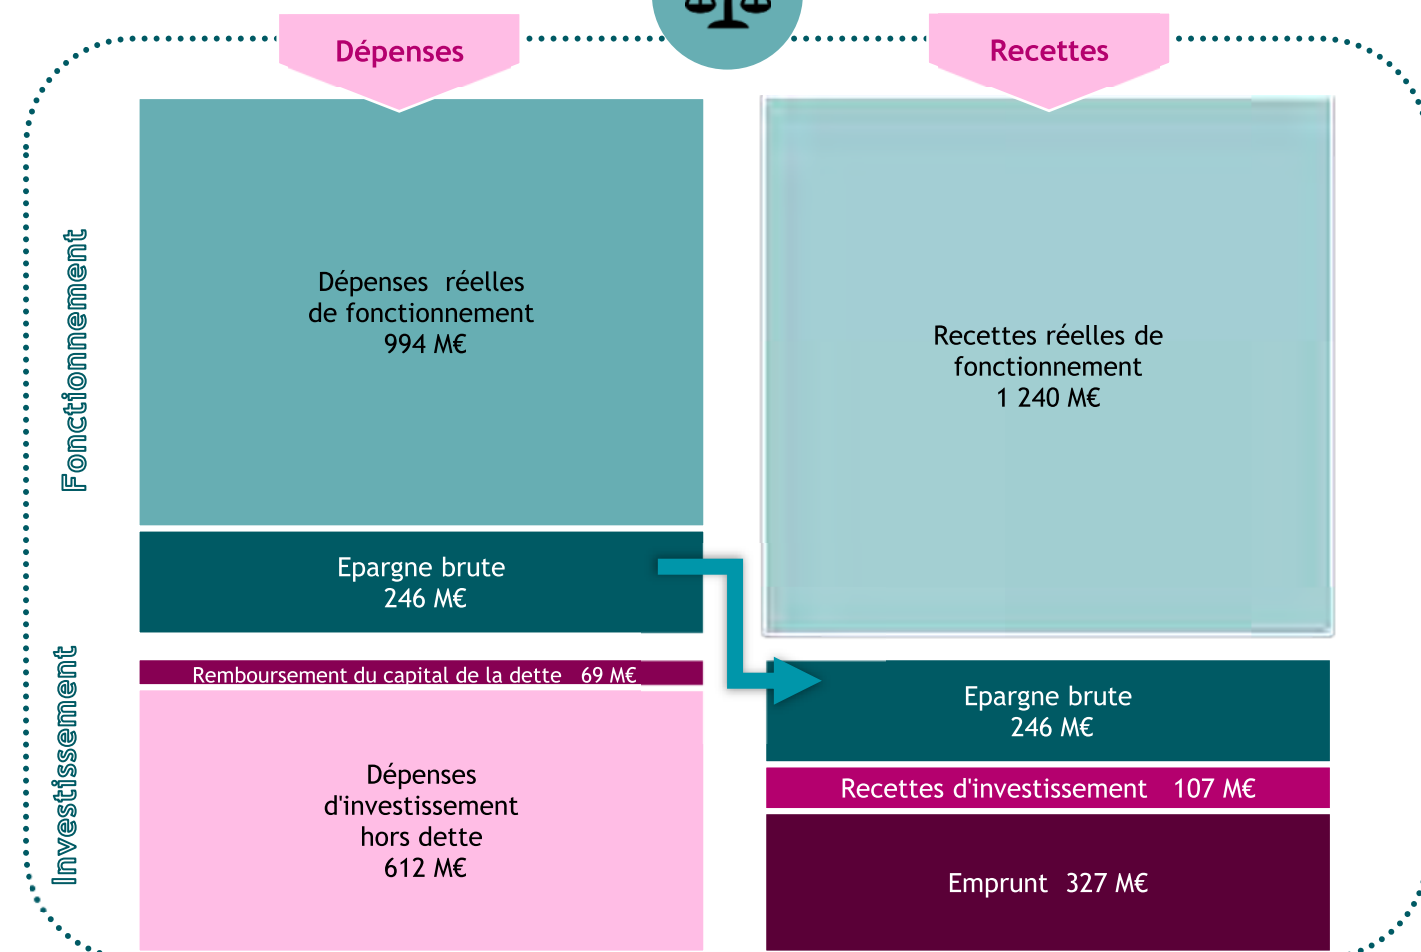 Dépenses
Recettes
Fonctionnement
Dépenses réelles
de fonctionnement
994 M€
Recettes réelles de
fonctionnement
1 240 M€
Epargne brute
246 M€
Investissement
Remboursement du capital de la dette 69 M€
Dépenses
d'investissement
hors dette
612 M€
Epargne brute
246 M€
Recettes d'investissement 107 M€
Emprunt 327 M€